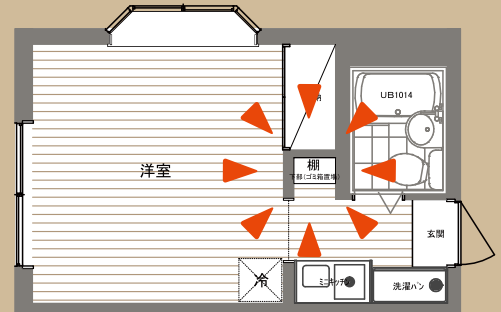 UB1014
洋室
棚
下部(ゴミ箱置場)
玄関
冷
ミニキッチン
洗濯パン